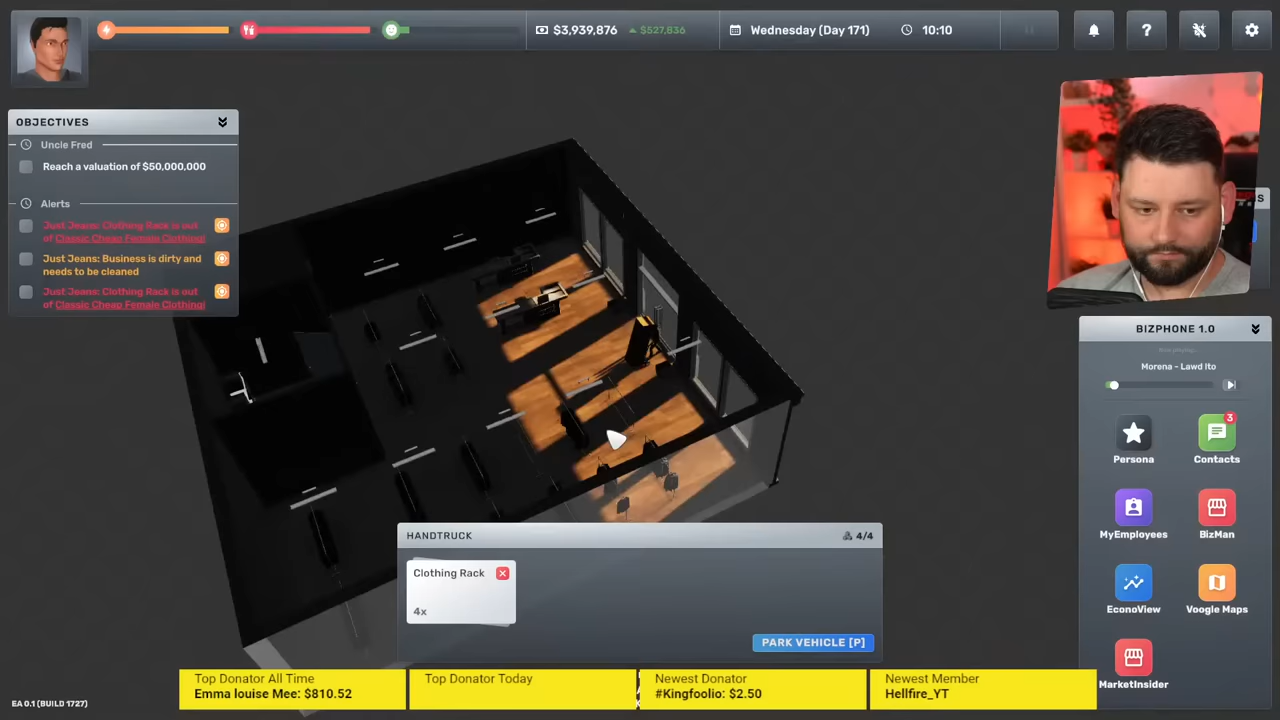 $3,939,876
$527,836
Wednesday (Day 171)
10:10
?
OBJECTIVES
Uncle Fred
Reach a valuation of $50,000,000
Alerts
Just Jeans: Clothing Rack is out
of Classic Cheap Female Clothing!
Just Jeans: Business is dirty and
needs to be cleaned
Just Jeans: Clothing Rack is out
of Classic Cheap Female Clothing!
BIZPHONE 1.0
Morena - Lawd Ito
3
Persona
Contacts
MyEmployees
BizMan
EconoView
Voogle Maps
MarketInsider
HANDTRUCK
4/4
Clothing Rack
4x
PARK VEHICLE [P]
Top Donator All Time
Emma louise Mee: $810.52
Top Donator Today
Newest Donator
#Kingfoolio: $2.50
Newest Member
Hellfire_YT
EA 0.1 (BUILD 1727)